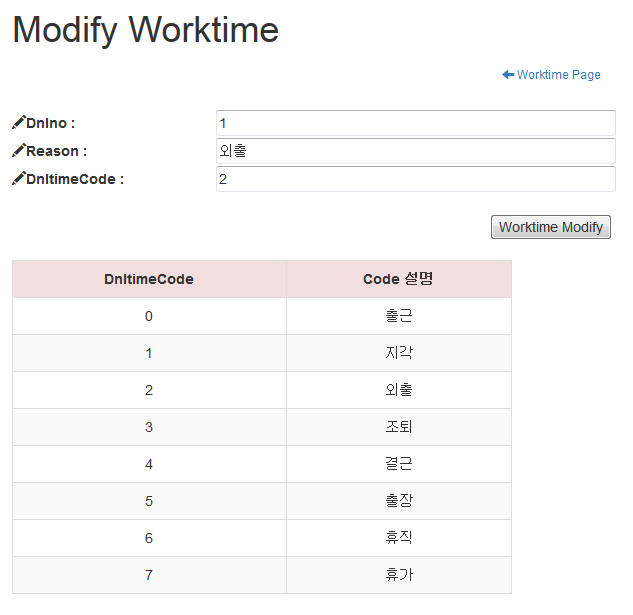 Modify Worktime
Worktime Page
Dnlno : 1
Reason : 외출
DnltimeCode : 2
Worktime Modify
DnltimeCode Code 설명
0 출근
1 지각
2 외출
3 조퇴
4 결근
5 출장
6 휴직
7 휴가